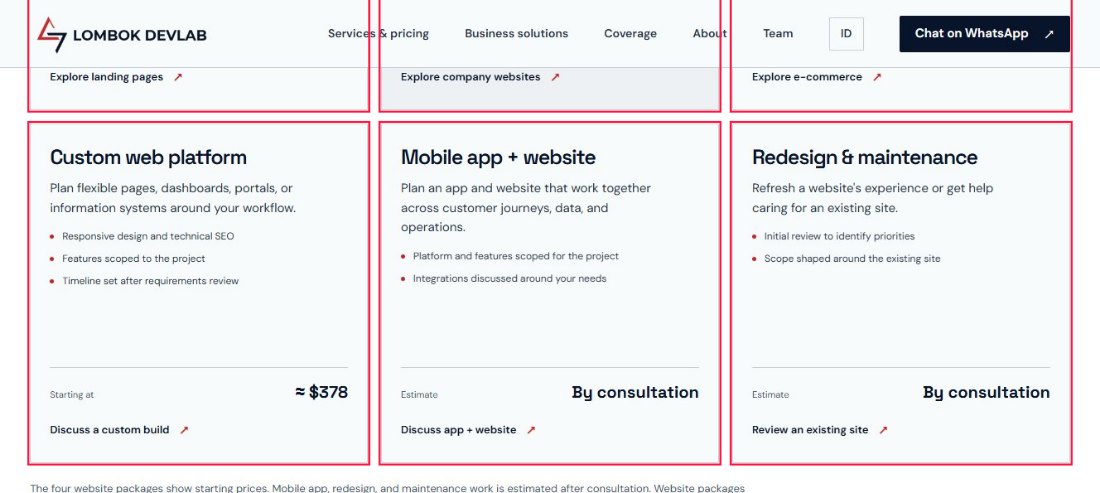 LOMBOK DEVLAB
Services & pricing
Business solutions
Coverage
About
Team
ID
Chat on WhatsApp ↗
Explore landing pages ↗
Explore company websites ↗
Explore e-commerce ↗
Custom web platform
Plan flexible pages, dashboards, portals, or
information systems around your workflow.
• Responsive design and technical SEO
• Features scoped to the project
• Timeline set after requirements review
Starting at
≈ $378
Discuss a custom build ↗
Mobile app + website
Plan an app and website that work together
across customer journeys, data, and
operations.
• Platform and features scoped for the project
• Integrations discussed around your needs
Estimate
By consultation
Discuss app + website ↗
Redesign & maintenance
Refresh a website's experience or get help
caring for an existing site.
• Initial review to identify priorities
• Scope shaped around the existing site
Estimate
By consultation
Review an existing site ↗
The four website packages show starting prices. Mobile app, redesign, and maintenance work is estimated after consultation. Website packages